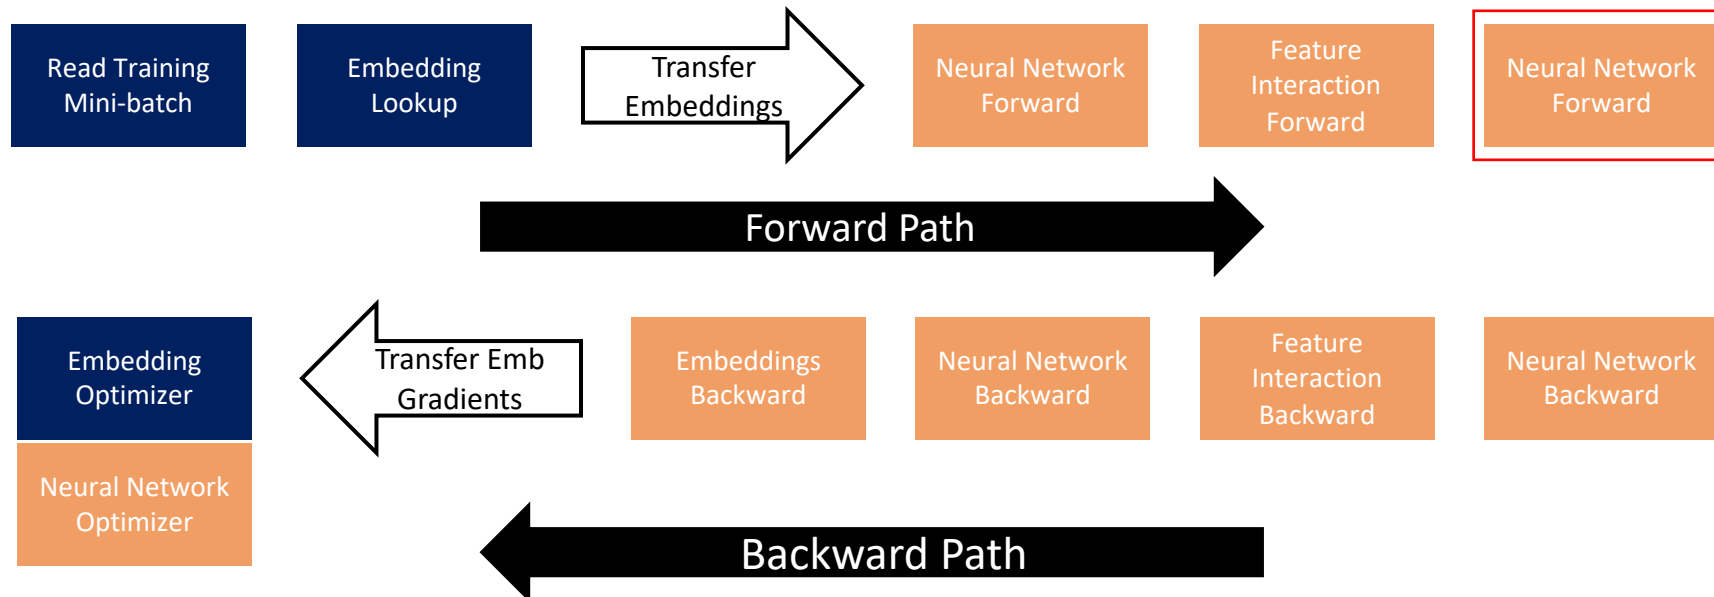 Read Training
Mini-batch
Embedding
Lookup
Transfer
Embeddings
Neural Network
Forward
Feature
Interaction
Forward
Neural Network
Forward
Forward Path
Embedding
Optimizer
Transfer Emb
Gradients
Embeddings
Backward
Neural Network
Backward
Feature
Interaction
Backward
Neural Network
Backward
Neural Network
Optimizer
Backward Path